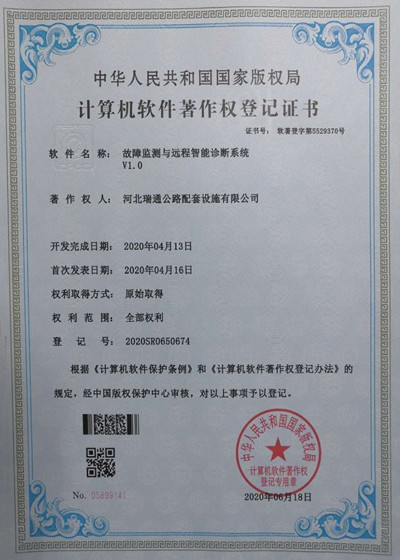 中华人民共和国国家版权局
计算机软件著作权登记证书
证书号： 软著登字第5529370号
软件名称： 故障监测与远程智能诊断系统
V1.0
著作权人： 河北瑞通公路配套设施有限公司
开发完成日期： 2020年04月13日
首次发表日期： 2020年04月16日
权利取得方式： 原始取得
权利范围： 全部权利
登记号： 2020SR0650674
根据《计算机软件保护条例》和《计算机软件著作权登记办法》的
规定，经中国版权保护中心审核，对以上事项予以登记。
中华人民共和国国家版权局
计算机软件著作权
登记专用章
No. 05899141
2020年06月18日